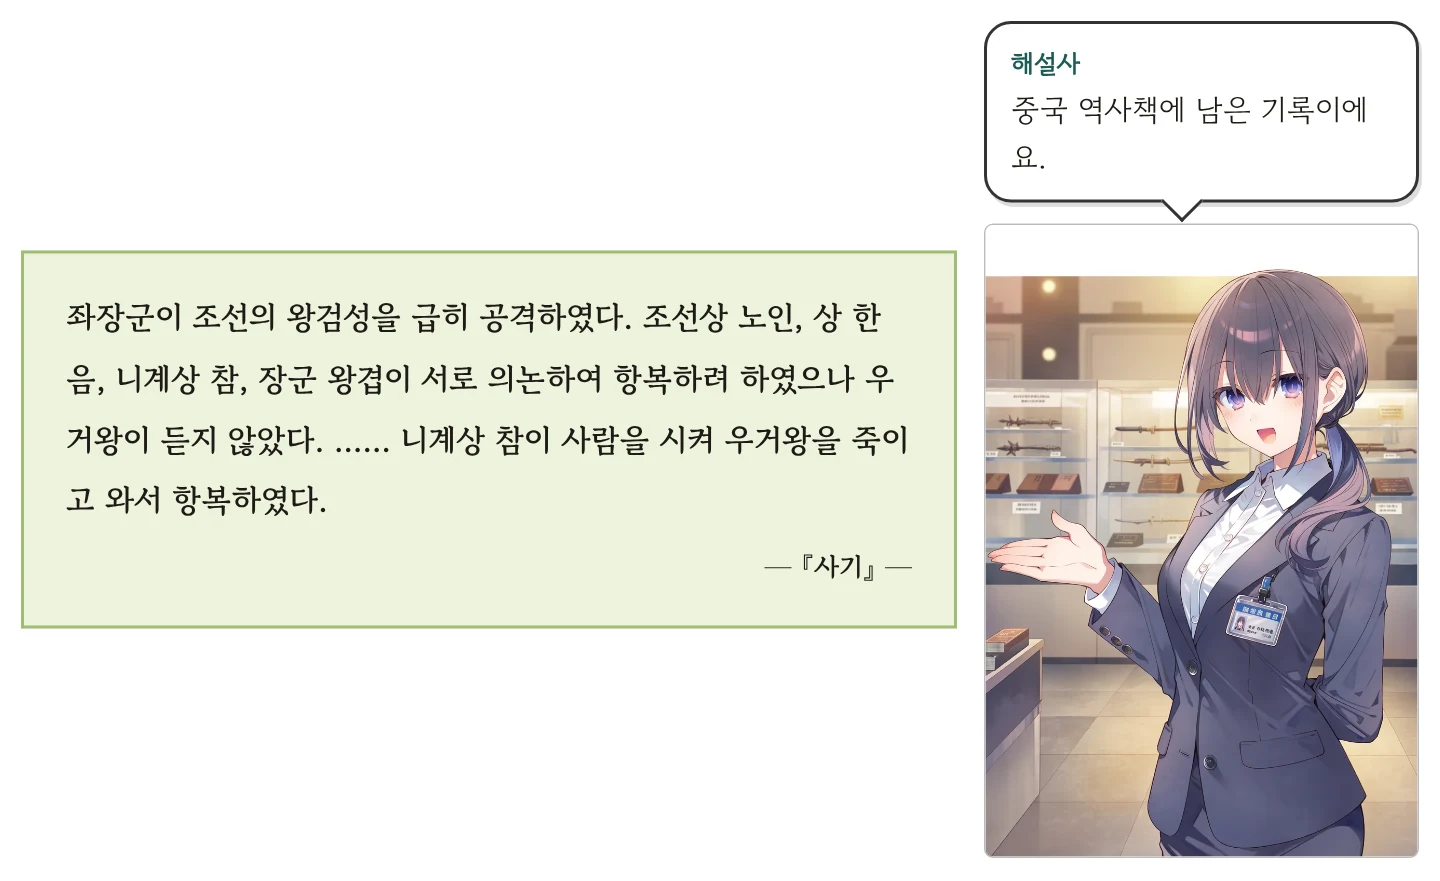 해설사
중국 역사책에 남은 기록이에
요.
좌장군이 조선의 왕검성을 급히 공격하였다. 조선상 노인, 상 한
음, 니계상 참, 장군 왕겹이 서로 의논하여 항복하려 하였으나 우
거왕이 듣지 않았다. …… 니계상 참이 사람을 시켜 우거왕을 죽이
고 와서 항복하였다.
― 『사기』 ―